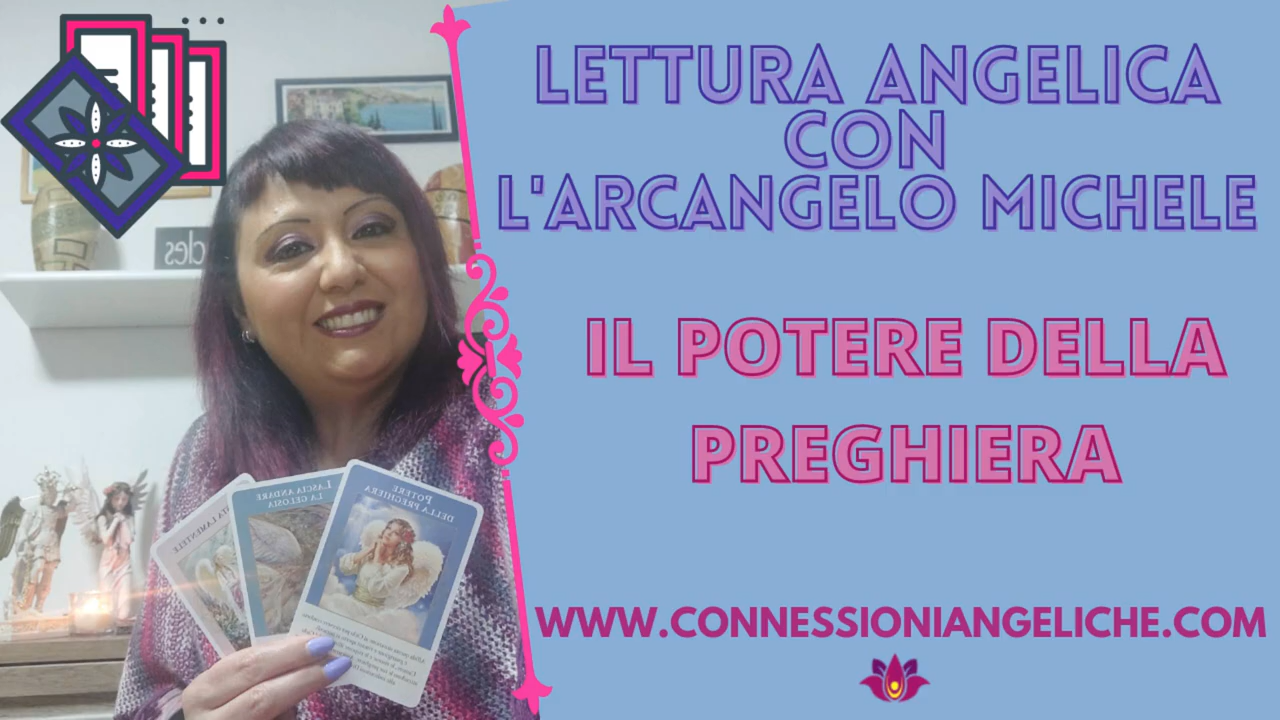 LETTURA ANGELICA
CON
L'ARCANGELO MICHELE
IL POTERE DELLA
PREGHIERA
WWW.CONNESSIONIANGELICHE.COM
POTERE
DELLA PREGHIERA
LASCIA ANDARE
LA GELOSIA
LAMENTELE